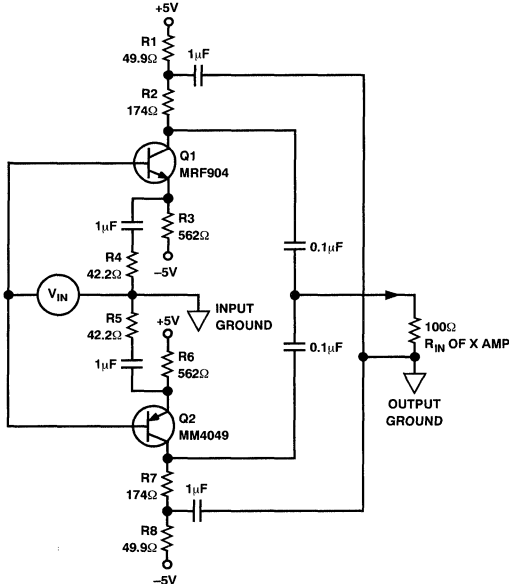 +5V
R1
49.9Ω
1μF
R2
174Ω
Q1
MRF904
1μF
R3
562Ω
R4
42.2Ω
–5V
0.1μF
VIN
INPUT
GROUND
R5
42.2Ω
+5V
1μF
R6
562Ω
0.1μF
100Ω
RIN OF X AMP
OUTPUT
GROUND
Q2
MM4049
R7
174Ω
1μF
R8
49.9Ω
–5V